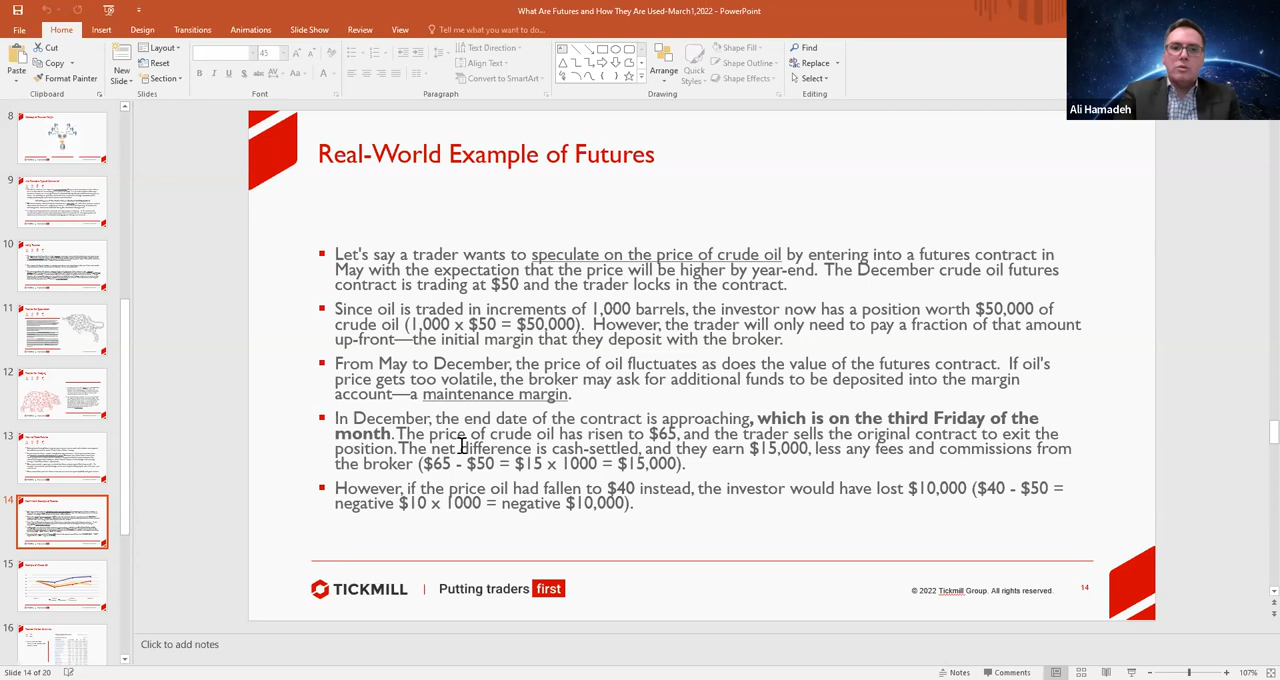 What Are Futures and How They Are Used-March1,2022 - PowerPoint
File Home Insert Design Transitions Animations Slide Show Review View Tell me what you want to do...
Cut
Copy
Format Painter
Paste
Clipboard
New
Slide
Layout
Reset
Section
Slides
45
Font
Text Direction
Align Text
Convert to SmartArt
Paragraph
Arrange
Quick
Styles
Shape Fill
Shape Outline
Shape Effects
Drawing
Find
Replace
Select
Editing
Ali Hamadeh
8
9
10
11
12
13
14
15
16
Real-World Example of Futures
Let's say a trader wants to speculate on the price of crude oil by entering into a futures contract in
May with the expectation that the price will be higher by year-end. The December crude oil futures
contract is trading at $50 and the trader locks in the contract.
Since oil is traded in increments of 1,000 barrels, the investor now has a position worth $50,000 of
crude oil (1,000 x $50 = $50,000). However, the trader will only need to pay a fraction of that amount
up-front—the initial margin that they deposit with the broker.
From May to December, the price of oil fluctuates as does the value of the futures contract. If oil's
price gets too volatile, the broker may ask for additional funds to be deposited into the margin
account—a maintenance margin.
In December, the end date of the contract is approaching, which is on the third Friday of the
month. The price of crude oil has risen to $65, and the trader sells the original contract to exit the
position. The net difference is cash-settled, and they earn $15,000, less any fees and commissions from
the broker ($65 - $50 = $15 x 1000 = $15,000).
However, if the price oil had fallen to $40 instead, the investor would have lost $10,000 ($40 - $50 =
negative $10 x 1000 = negative $10,000).
TICKMILL | Putting traders first
© 2022 Tickmill Group. All rights reserved.
14
Click to add notes
Slide 14 of 20
Notes
Comments
107%